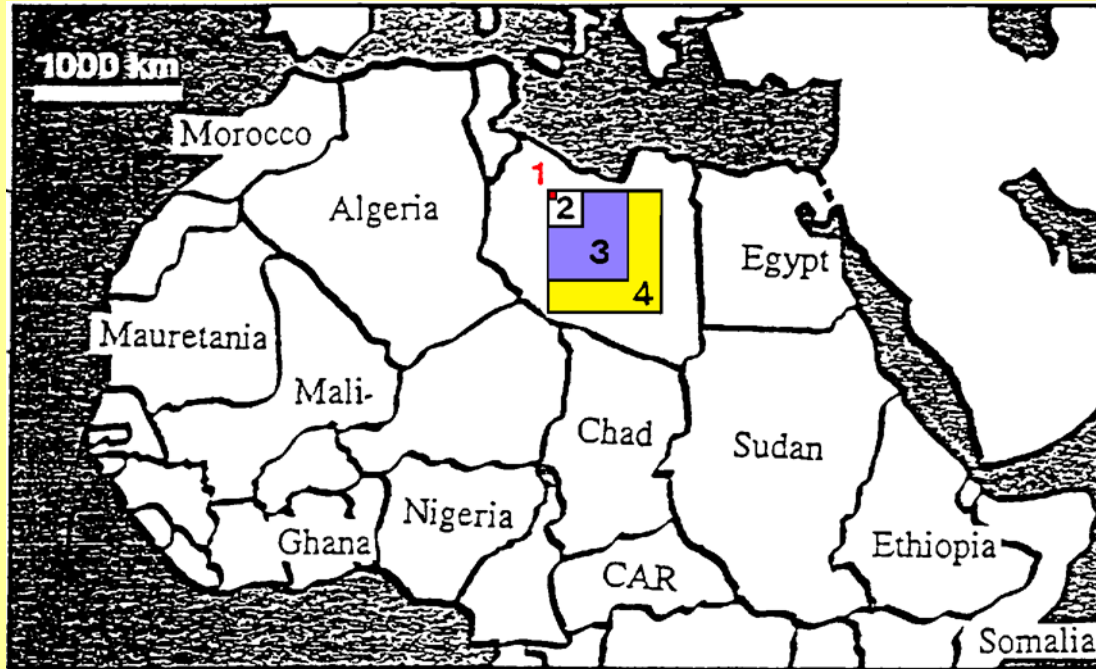 1000 km
Morocco
1
Algeria
2
3
Egypt
4
Mauretania
Mali-
Chad
Sudan
Nigeria
Ghana
Ethiopia
CAR
Somalia